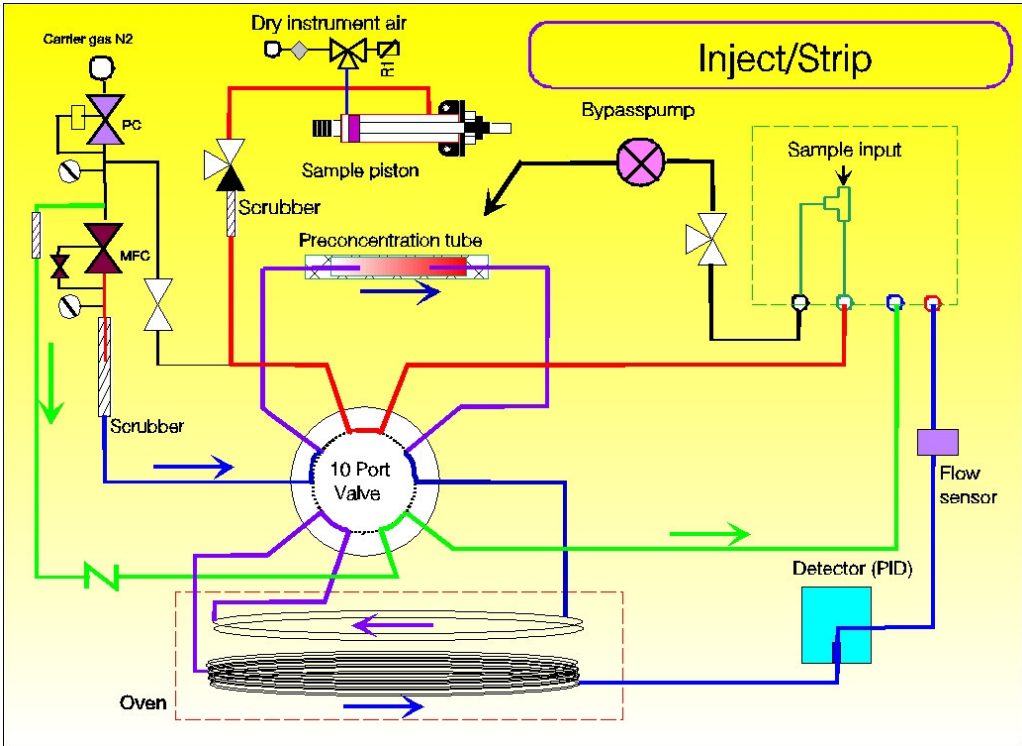 Inject/Strip
Dry instrument air
Carrier gas N2
R1
PC
Bypasspump
Sample input
Sample piston
Scrubber
Preconcentration tube
MFC
Scrubber
10 Port
Valve
Flow
sensor
Detector (PID)
Oven